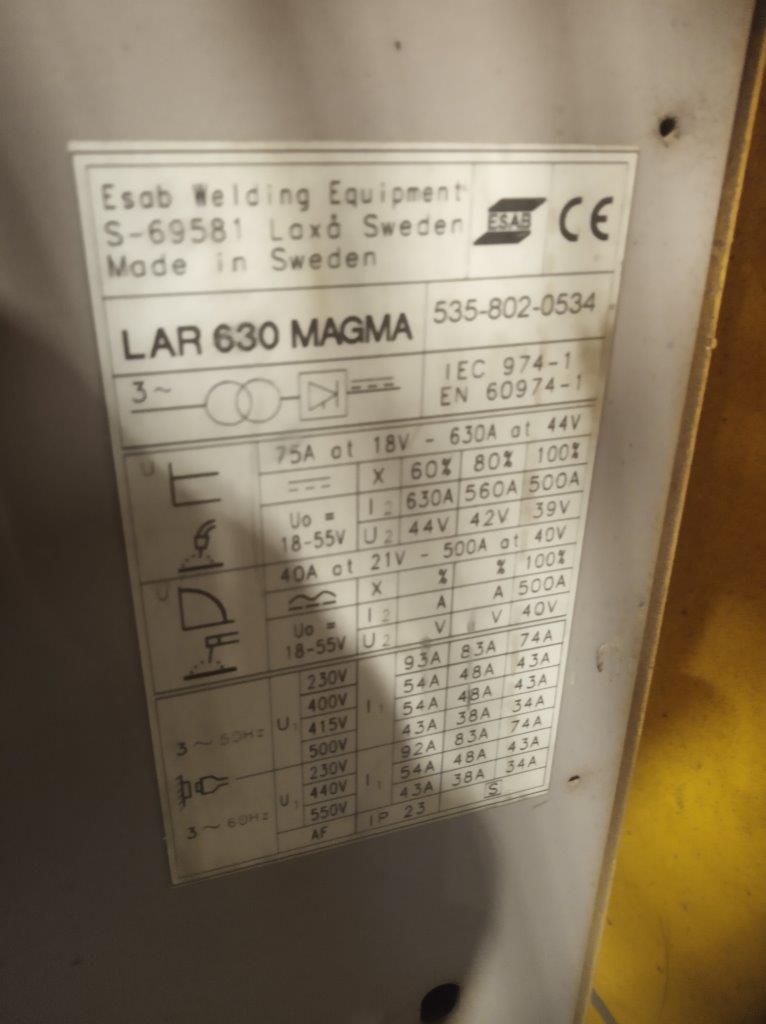 Esab Welding Equipment
S-69581 Laxå Sweden
Made in Sweden
ESAB CE
LAR 630 MAGMA 535-802-0534
3~
IEC 974-1
EN 60974-1
75A at 18V - 630A at 44V
X 60% 80% 100%
I2 630A 560A 500A
Uo =
18-55V
U2 44V 42V 39V
40A at 21V - 500A at 40V
X % % 100%
I2 A A 500A
Uo =
18-55V
U2 V V 40V
3~50Hz U1 I1
230V 93A 83A 74A
400V 54A 48A 43A
415V 54A 48A 43A
500V 43A 38A 34A
3~60Hz U1 I1
230V 92A 83A 74A
440V 54A 48A 43A
550V 43A 38A 34A
AF IP 23 S